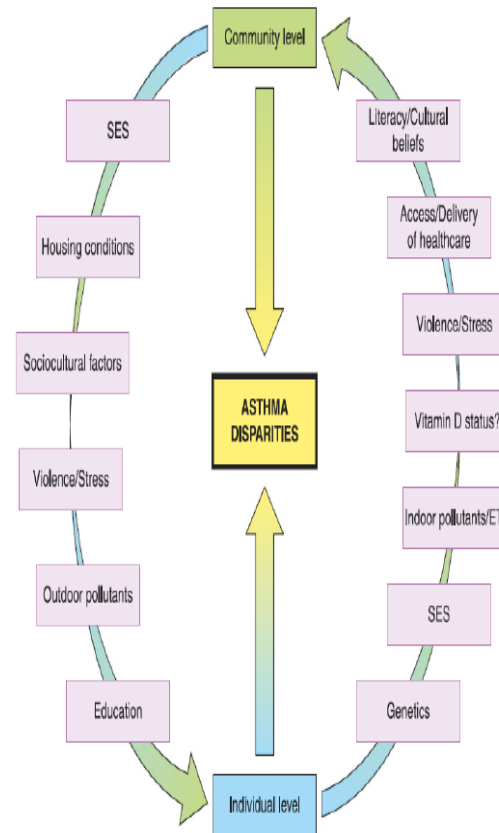 Community level
SES
Housing conditions
Sociocultural factors
Violence/Stress
Outdoor pollutants
Education
ASTHMA
DISPARITIES
Literacy/Cultural
beliefs
Access/Delivery
of healthcare
Violence/Stress
Vitamin D status?
Indoor pollutants/ET
SES
Genetics
Individual level